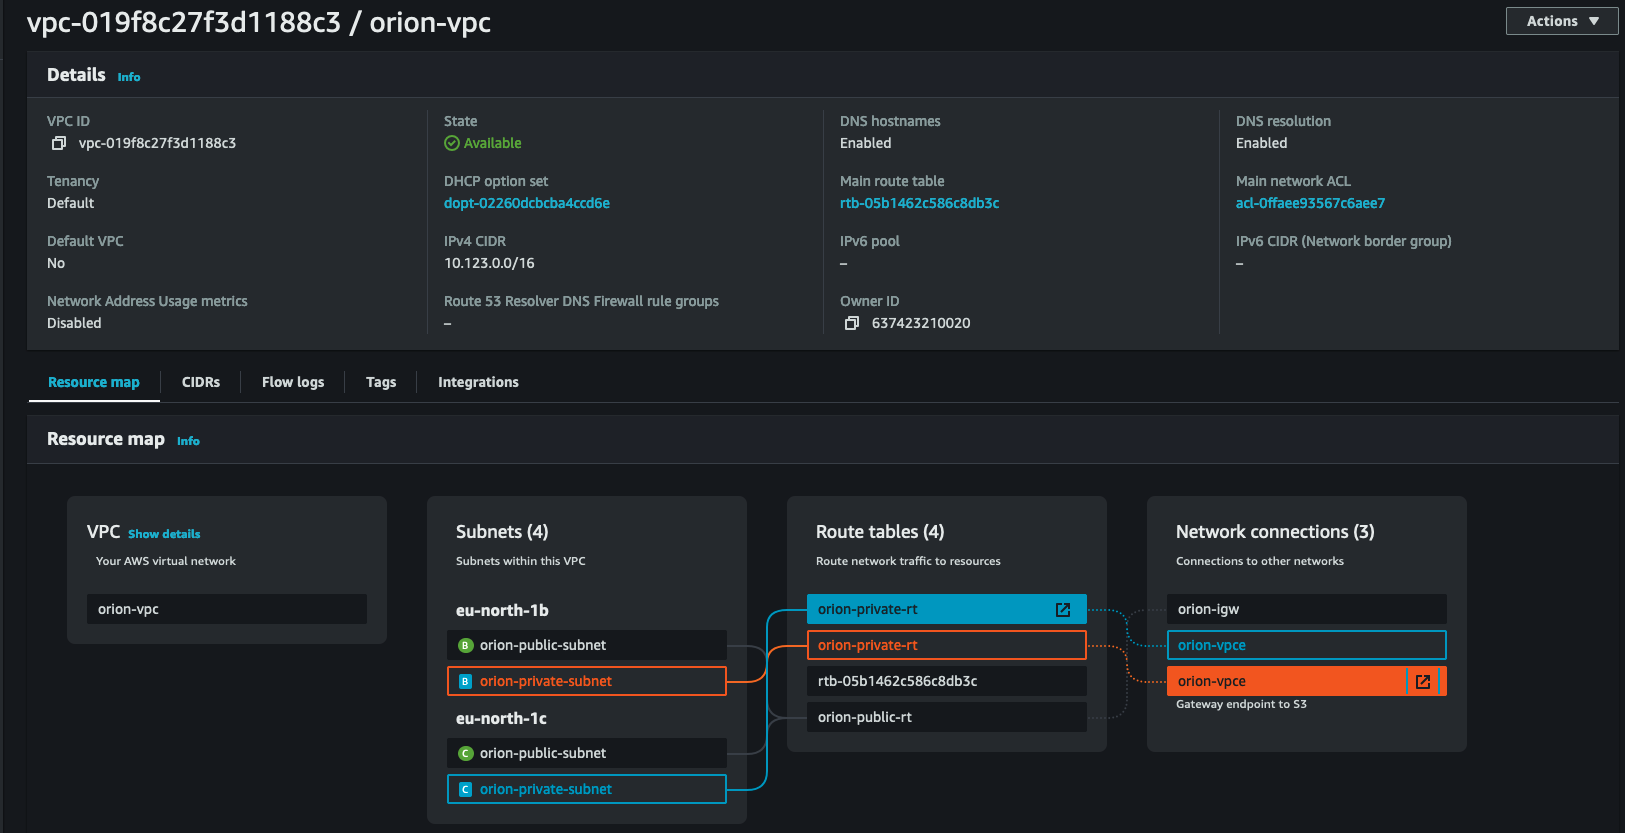 vpc-019f8c27f3d1188c3 / orion-vpc
Actions
Details Info
VPC ID
vpc-019f8c27f3d1188c3
State
Available
DNS hostnames
Enabled
DNS resolution
Enabled
Tenancy
Default
DHCP option set
dopt-02260dcbcba4ccd6e
Main route table
rtb-05b1462c586c8db3c
Main network ACL
acl-0ffaee93567c6aee7
Default VPC
No
IPv4 CIDR
10.123.0.0/16
IPv6 pool
–
IPv6 CIDR (Network border group)
–
Network Address Usage metrics
Disabled
Route 53 Resolver DNS Firewall rule groups
–
Owner ID
637423210020
Resource map
CIDRs
Flow logs
Tags
Integrations
Resource map Info
VPC Show details
Your AWS virtual network
orion-vpc
Subnets (4)
Subnets within this VPC
eu-north-1b
B orion-public-subnet
B orion-private-subnet
eu-north-1c
C orion-public-subnet
C orion-private-subnet
Route tables (4)
Route network traffic to resources
orion-private-rt
orion-private-rt
rtb-05b1462c586c8db3c
orion-public-rt
Network connections (3)
Connections to other networks
orion-igw
orion-vpce
orion-vpce
Gateway endpoint to S3